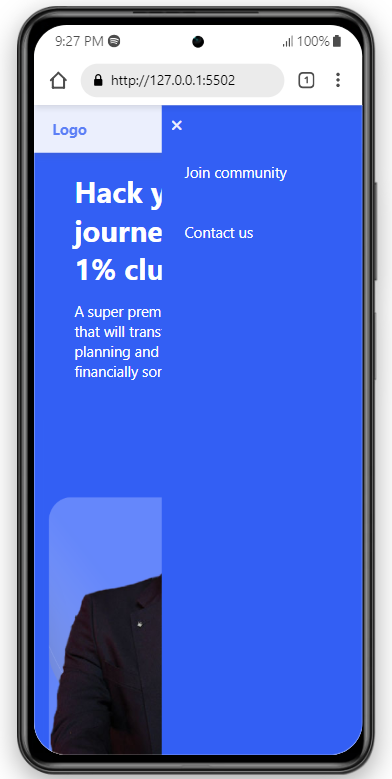 9:27 PM 100%
http://127.0.0.1:5502 1
Logo
×
Join community
Contact us
Hack y
journe
1% clu
A super prem
that will trans
planning and
financially sor